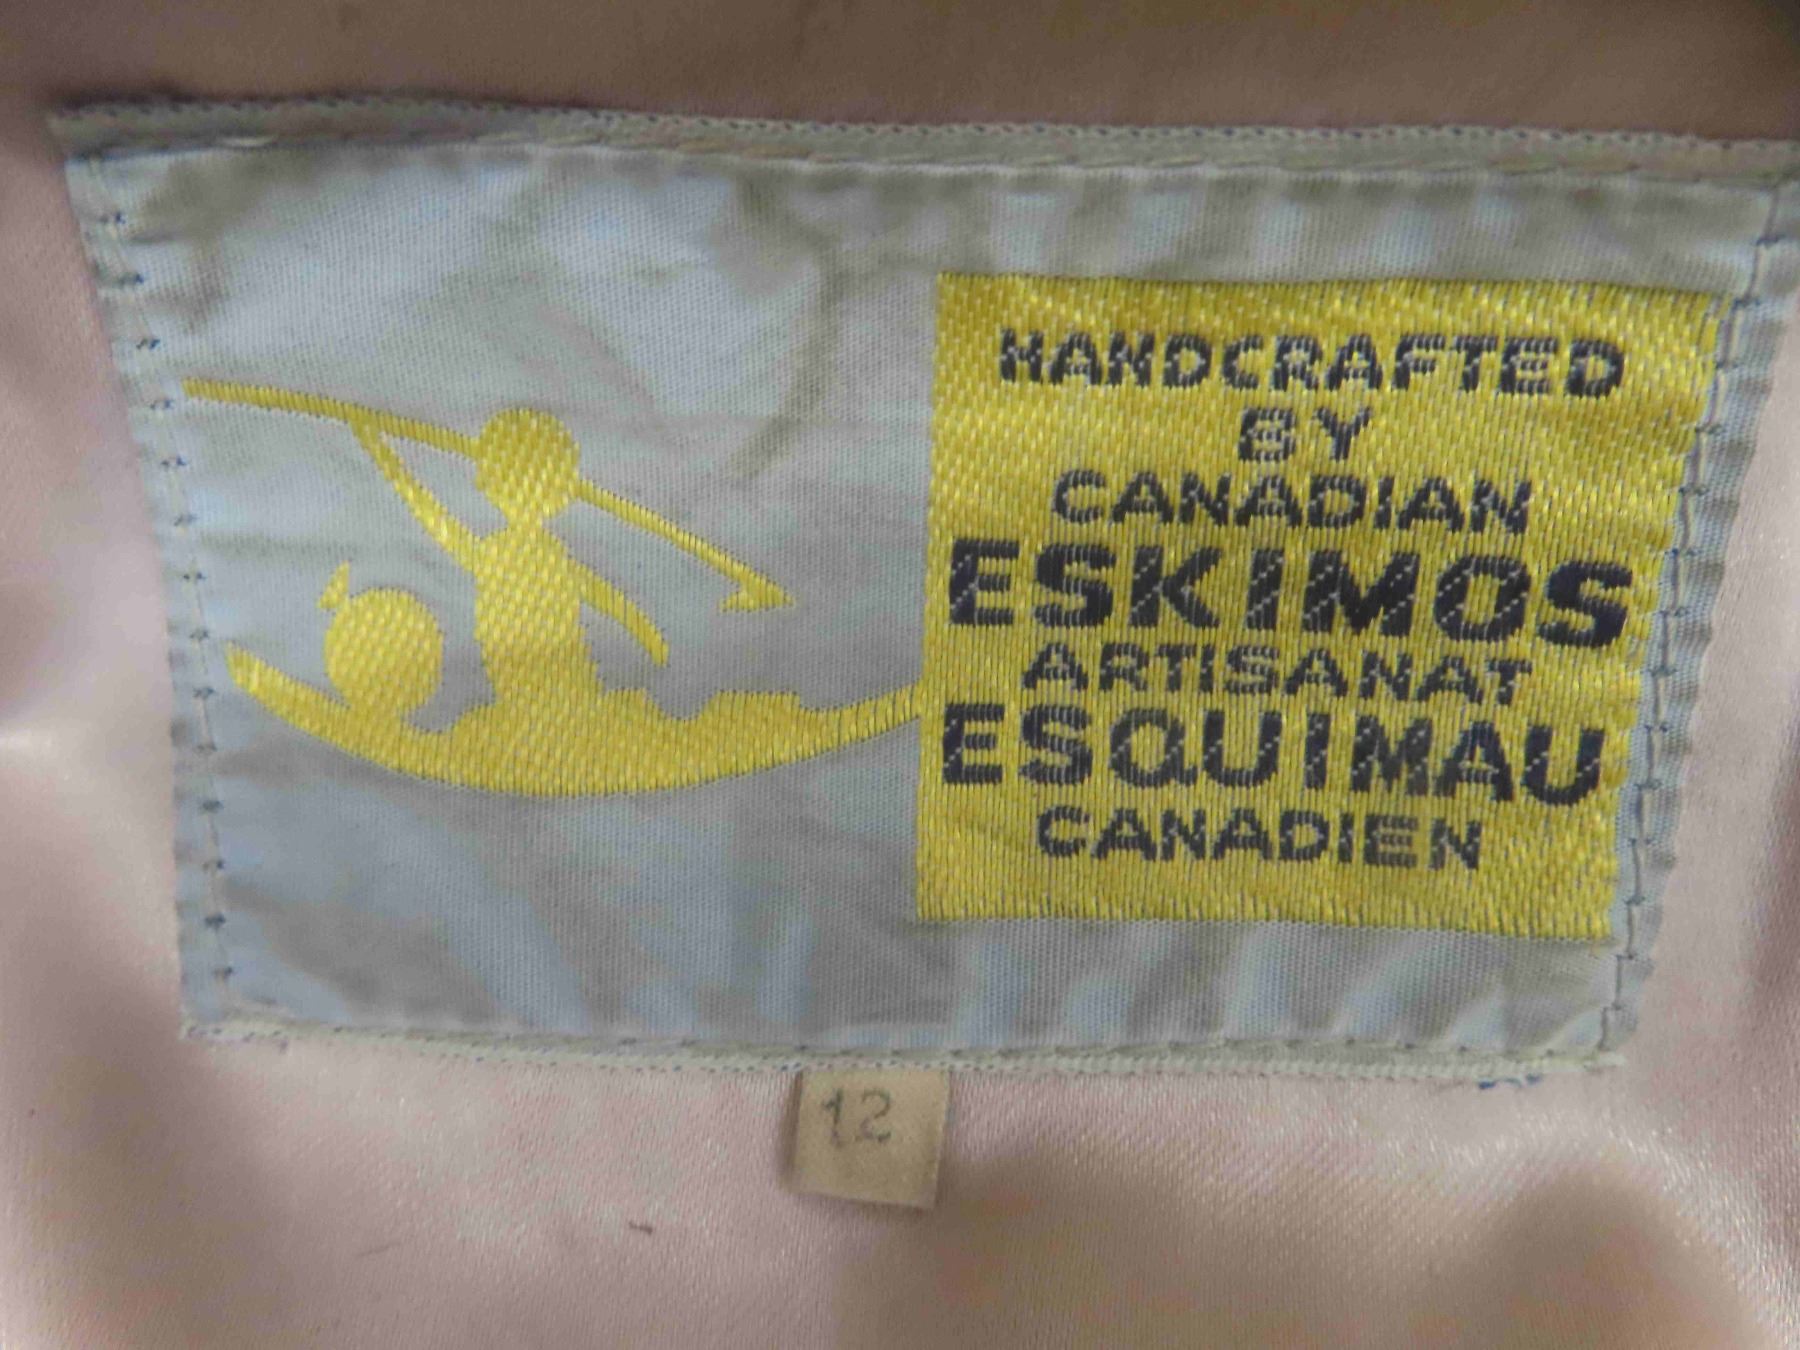 HANDCRAFTED
BY
CANADIAN
ESKIMOS
ARTISANAT
ESQUIMAU
CANADIEN
12